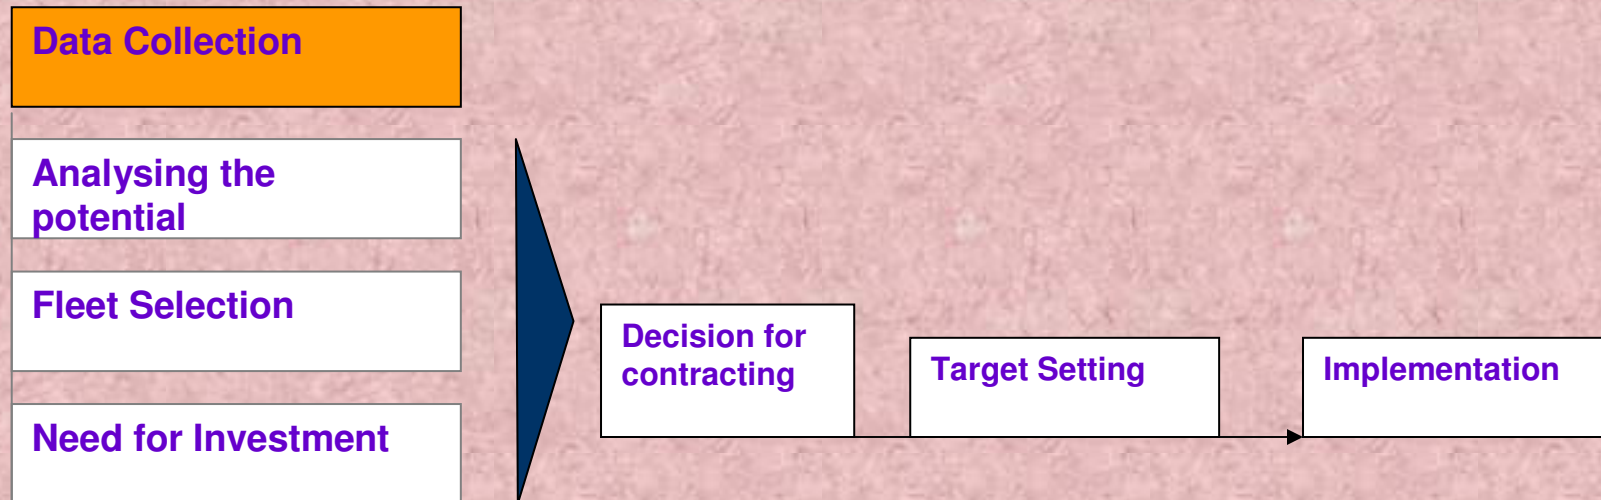 Data Collection
Analysing the
potential
Fleet Selection
Need for Investment
Decision for
contracting
Target Setting
Implementation